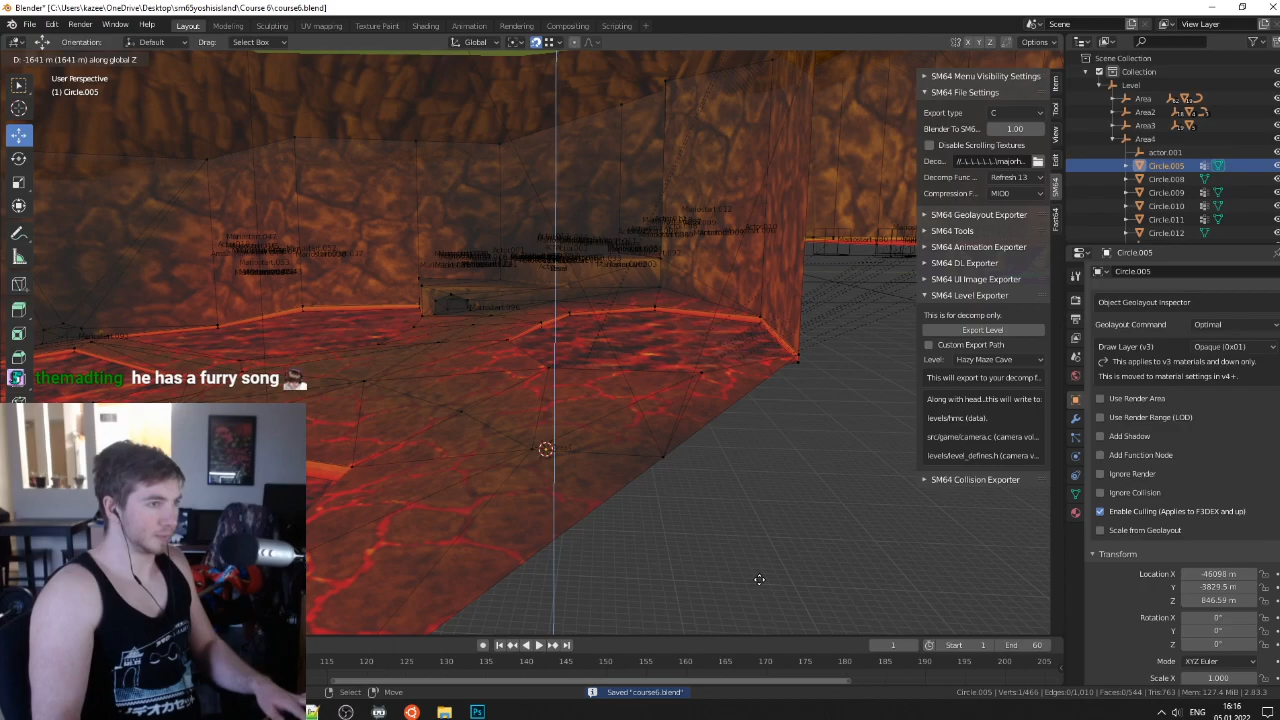 Blender* [C:\Users\kazee\OneDrive\Desktop\sm65yoshisisland\Course 6\course6.blend]
File Edit Render Window Help
Layout Modeling Sculpting UV mapping Texture Paint Shading Animation Rendering Compositing Scripting +
Scene
View Layer
Orientation: Default Drag: Select Box
Global
X Y Z
Options
D: -1641 m (1641 m) along global Z
User Perspective
(1) Circle.005
SM64 Menu Visibility Settings
SM64 File Settings
Export type C
Blender To SM6... 1.00
Disable Scrolling Textures
Deco...
Decomp Func ... Refresh 13
Compression F... MIO0
SM64 Geolayout Exporter
SM64 Tools
SM64 Animation Exporter
SM64 DL Exporter
SM64 UI Image Exporter
SM64 Level Exporter
This is for decomp only.
Export Level
Custom Export Path
Level: Hazy Maze Cave
This will export to your decomp f...
Along with head..this will write to:
levels/hmc (data).
src/game/camera.c (camera vol...
levels/level_defines.h (camera v...
SM64 Collision Exporter
Item
Tool
View
Edit
SM64
Fast64
Scene Collection
Collection
Level
Area
Area2
Area3
Area4
actor.001
Circle.005
Circle.008
Circle.009
Circle.010
Circle.011
Circle.012
Circle.005
Circle.005
Object Geolayout Inspector
Geolayout Command Optimal
Draw Layer (v3) Opaque (0x01)
This applies to v3 materials and down only.
This is moved to material settings in v4+.
Use Render Area
Use Render Range (LOD)
Add Shadow
Add Function Node
Ignore Render
Ignore Collision
Enable Culling (Applies to F3DEX and up)
Scale from Geolayout
Transform
Location X -46098 m
Y -3829.5 m
Z 846.59 m
Rotation X 0°
Y 0°
Z 0°
Mode XYZ Euler
Scale X 1.000
themadting he has a furry song
1 Start 1 End 60
115 120 125 130 135 140 145 150 155 160 165 170 175 180 185 190 195 200 205
Select Move
Saved "course6.blend"
Circle.005 | Verts:1/466 | Edges:0/1,010 | Faces:0/544 | Tris:763 | Mem: 127.4 MiB | 2.83.2
ENG
16:16
05.01.2022